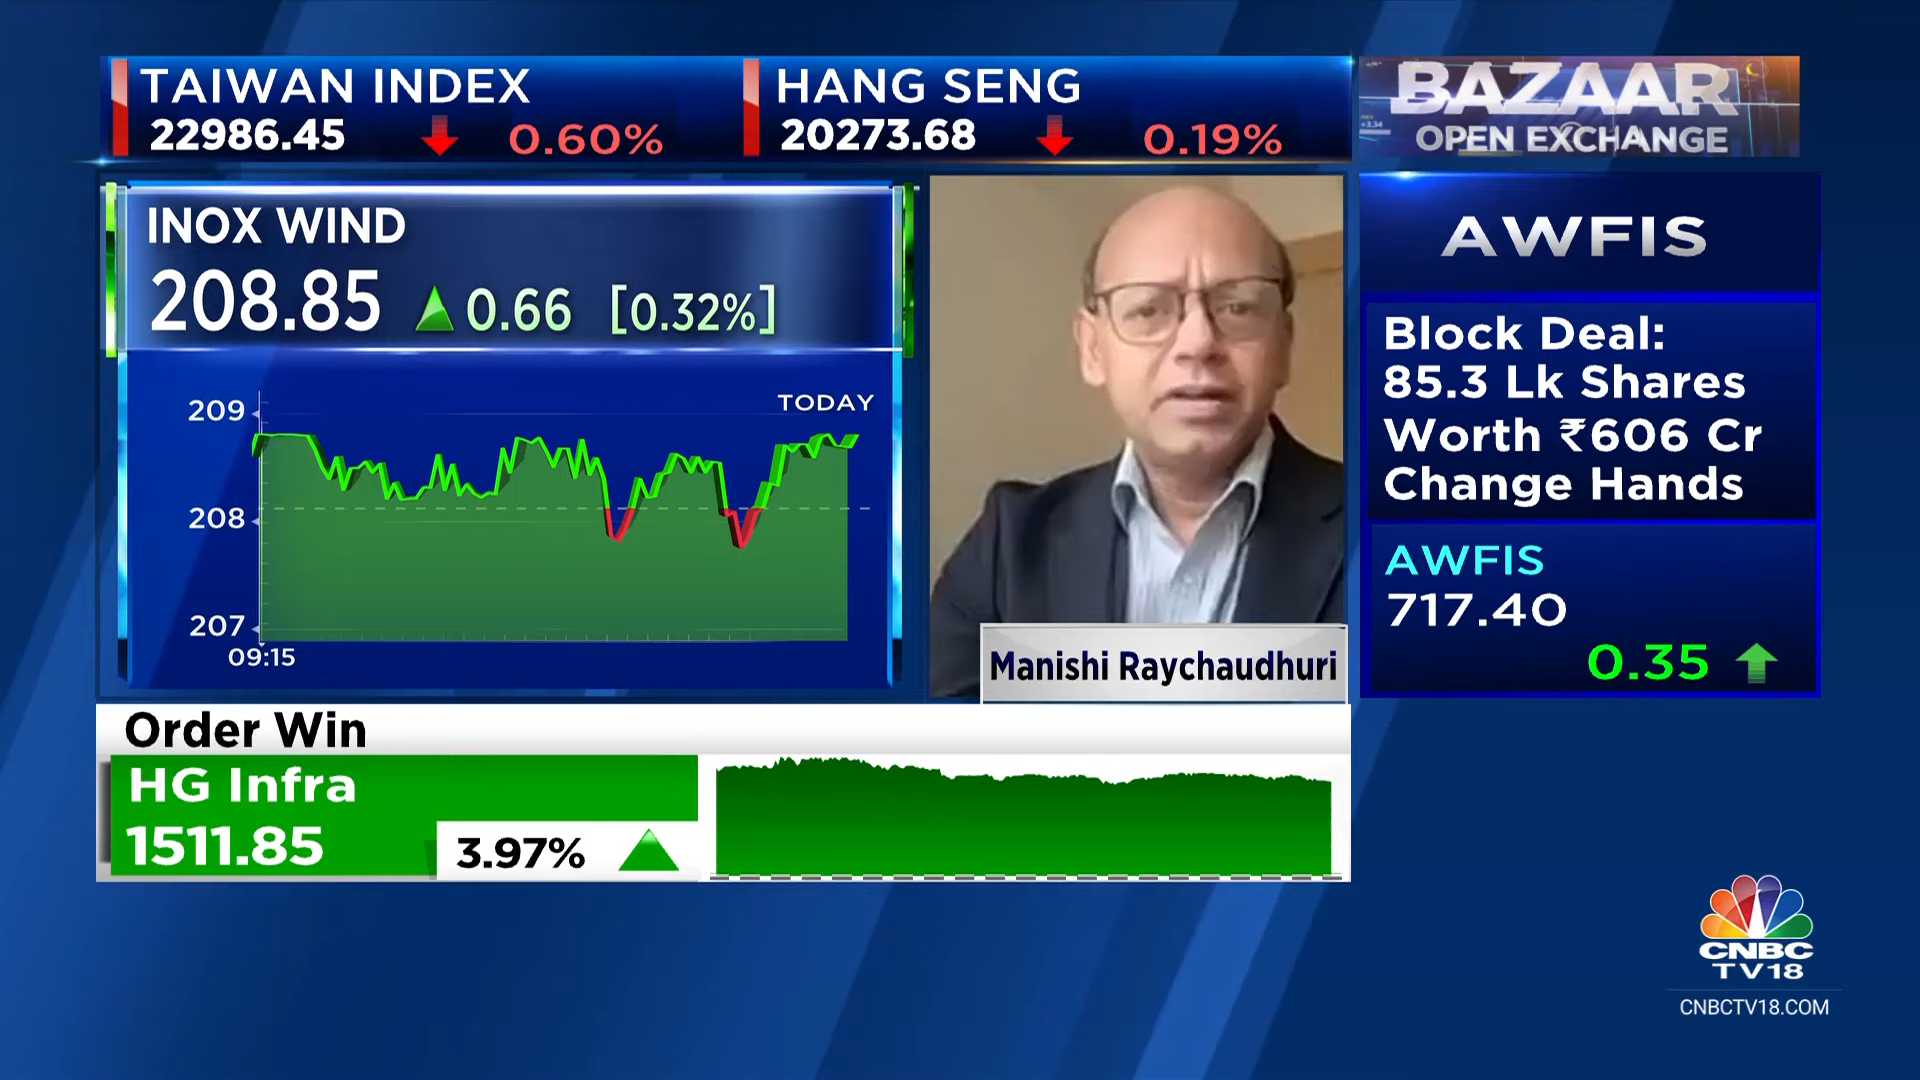 TAIWAN INDEX
22986.45 0.60%
HANG SENG
20273.68 0.19%
BAZAAR
OPEN EXCHANGE
INOX WIND
208.85 0.66 [0.32%]
TODAY
209
208
207
09:15
Manishi Raychaudhuri
AWFIS
Block Deal:
85.3 Lk Shares
Worth ₹606 Cr
Change Hands
AWFIS
717.40
0.35
Order Win
HG Infra
1511.85
3.97%
CNBC
TV18
CNBCTV18.COM